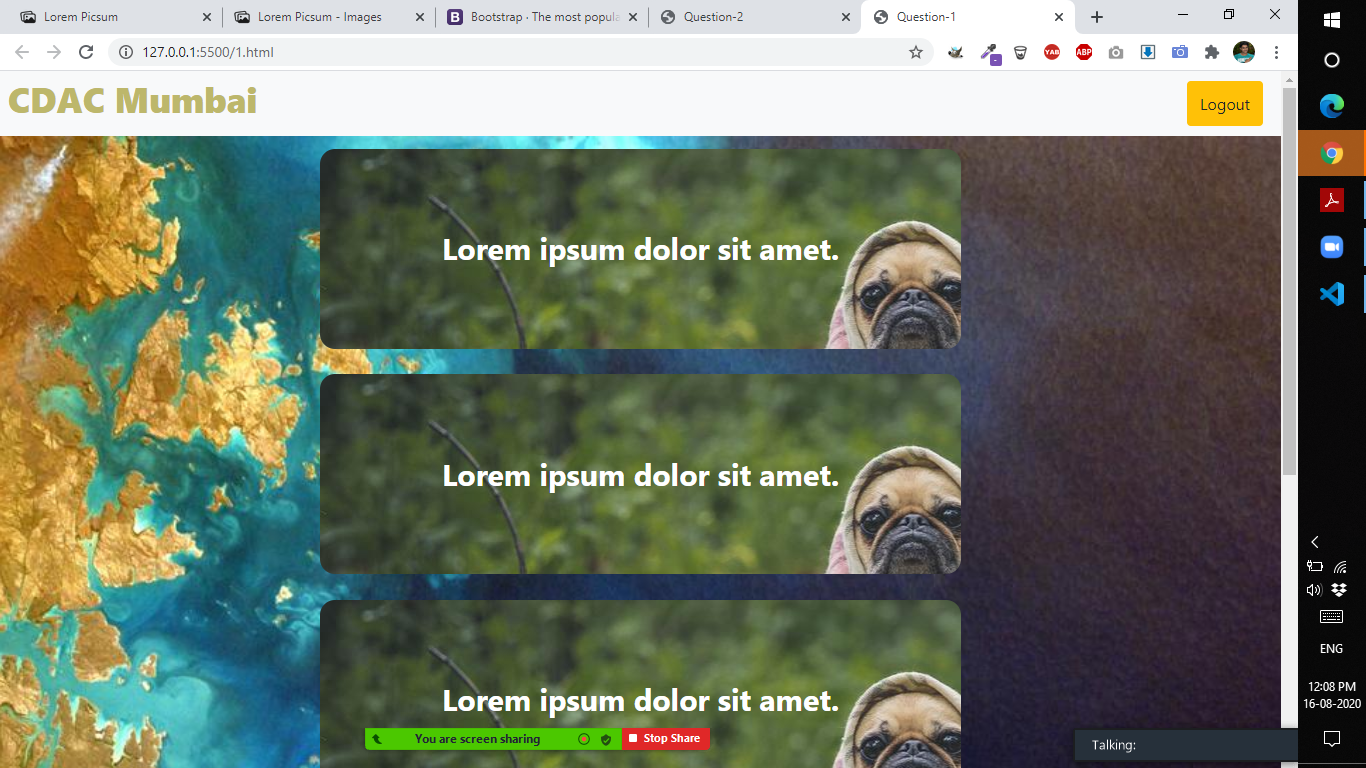 Lorem Picsum
Lorem Picsum - Images
Bootstrap · The most popula
Question-2
Question-1
127.0.0.1:5500/1.html
YAB
ABP
CDAC Mumbai
Logout
Lorem ipsum dolor sit amet.
Lorem ipsum dolor sit amet.
Lorem ipsum dolor sit amet.
You are screen sharing
Stop Share
Talking:
ENG
12:08 PM
16-08-2020